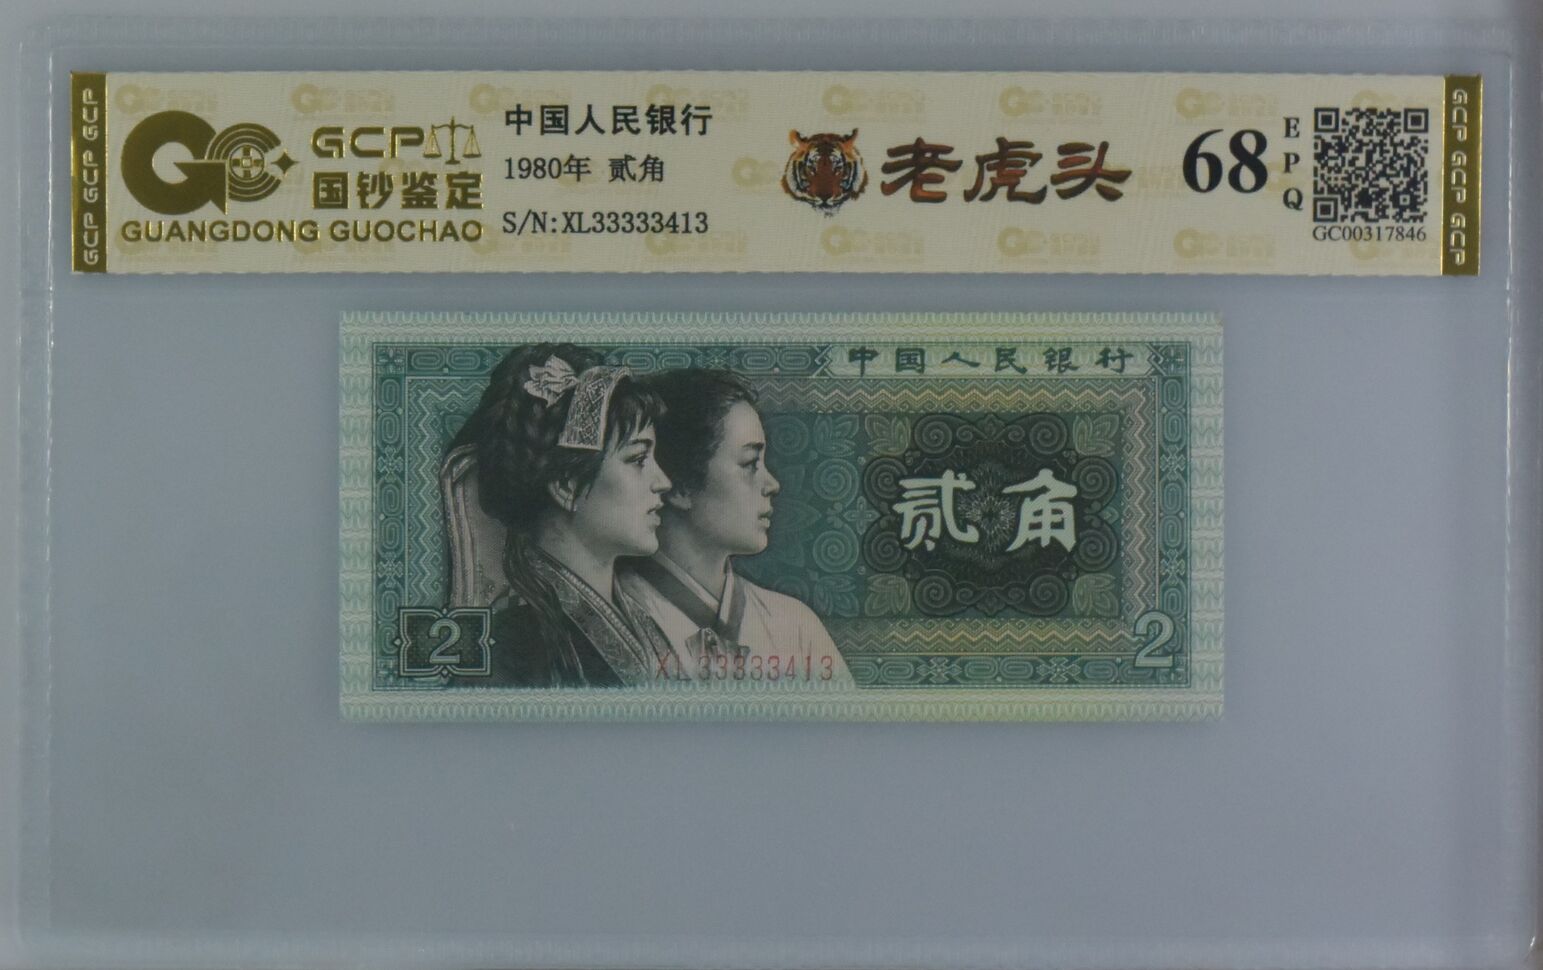 GCP GCP GCP
GCP
国钞鉴定
GUANGDONG GUOCHAO
中国人民银行
1980年 贰角
S/N:XL33333413
老虎头
68
EPQ
GC00317846
GCP GCP GCP
中国人民银行
2
贰角
2
2
XL33333413